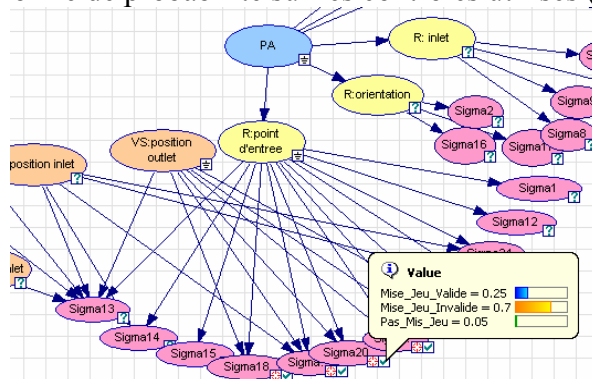 PA
R: inlet
R:orientation
Sigma2
Sigma9
Sigma8
Sigma16
VS:position
outlet
R:point
d'entree
position inlet
Sigma1
Sigma12
Value
Mise_Jeu_Valide = 0.25
Mise_Jeu_Invalide = 0.7
Pas_Mis_Jeu = 0.05
Sigma13
Sigma14
Sigma15
Sigma18
Sigma20